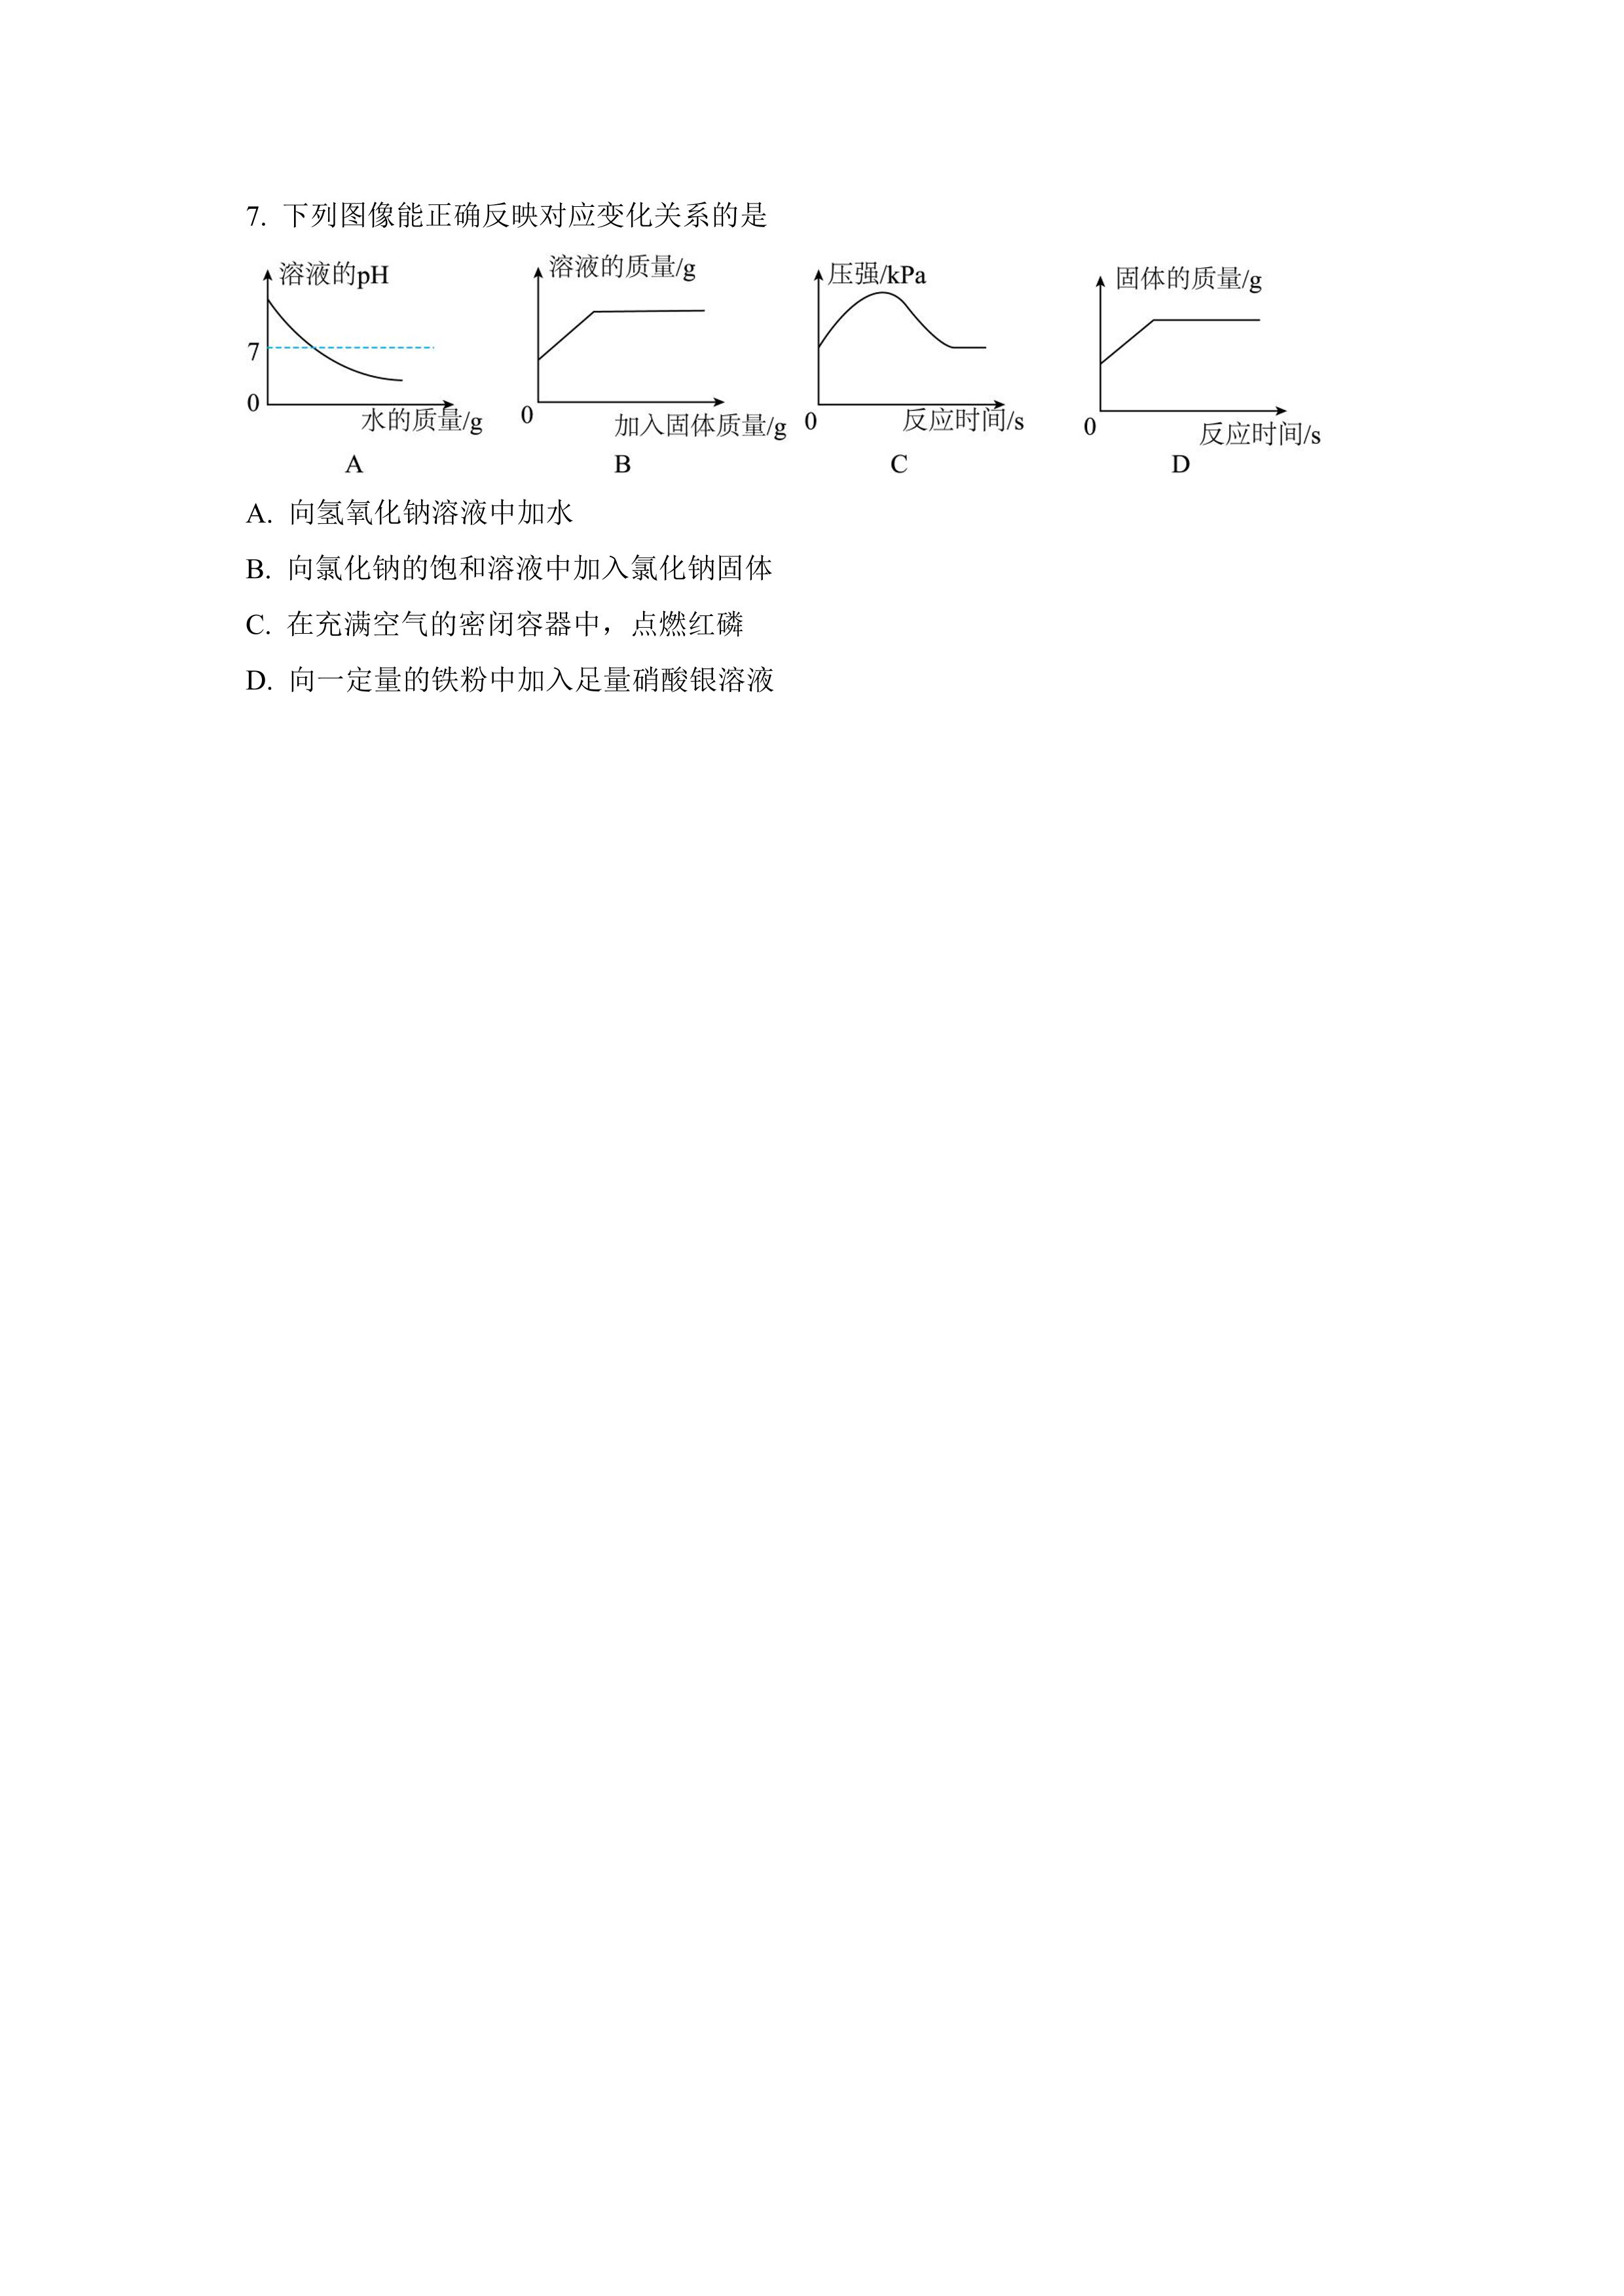 7. 下列图像能正确反映对应变化关系的是
溶液的pH
7
0
水的质量/g
A
溶液的质量/g
0
加入固体质量/g
B
压强/kPa
0
反应时间/s
C
固体的质量/g
0
反应时间/s
D
A. 向氢氧化钠溶液中加水
B. 向氯化钠的饱和溶液中加入氯化钠固体
C. 在充满空气的密闭容器中，点燃红磷
D. 向一定量的铁粉中加入足量硝酸银溶液